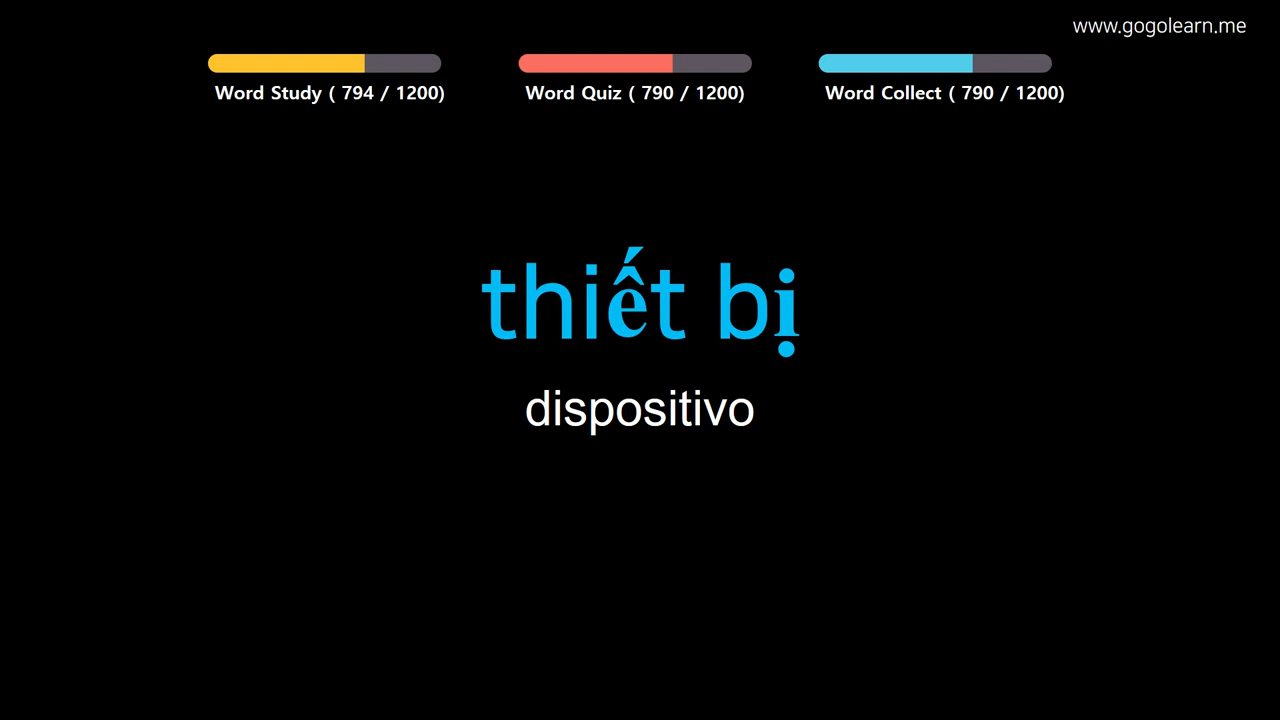 www.gogolearn.me
Word Study ( 794 / 1200)
Word Quiz ( 790 / 1200)
Word Collect ( 790 / 1200)
thiết bị
dispositivo